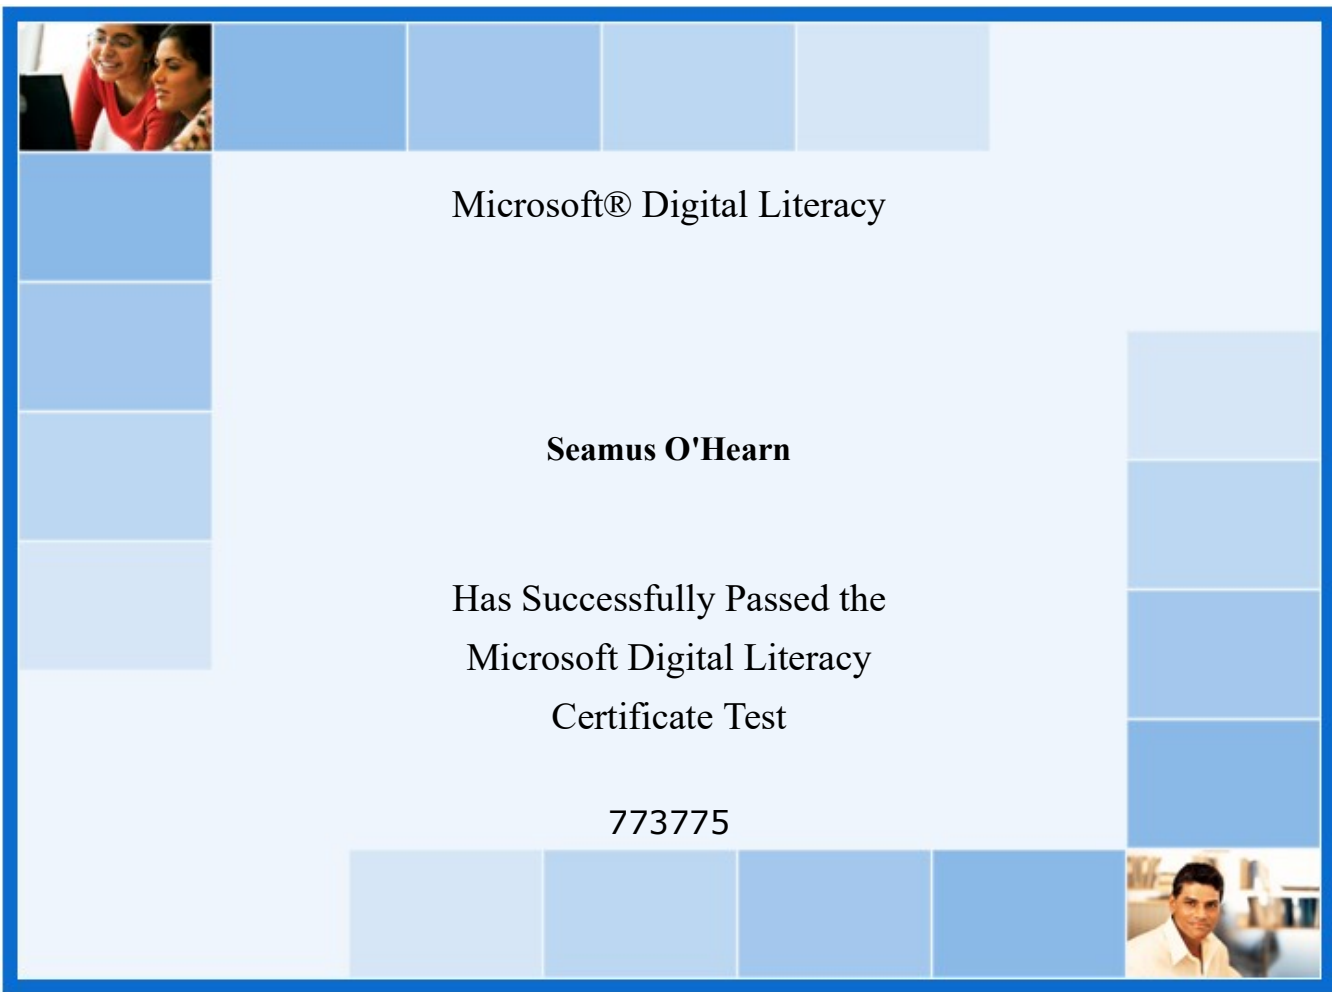 Microsoft® Digital Literacy
Seamus O'Hearn
Has Successfully Passed the
Microsoft Digital Literacy
Certificate Test
773775